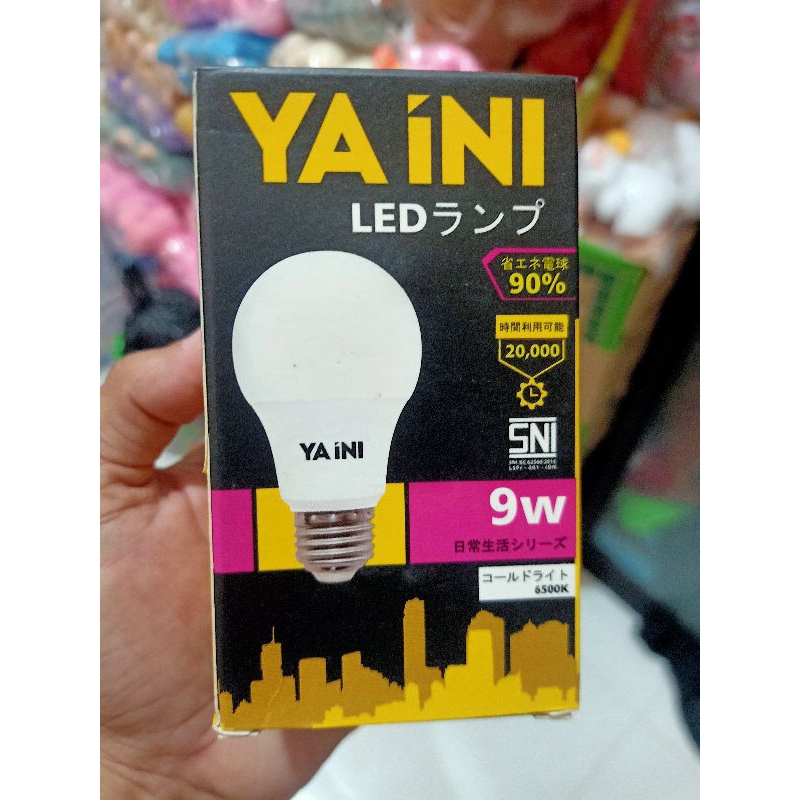 YA iNI
LEDランプ
省エネ電球
90%
時間利用可能
20,000
SNI
YA iNI
9w
日常生活シリーズ
コールドライト
6500K